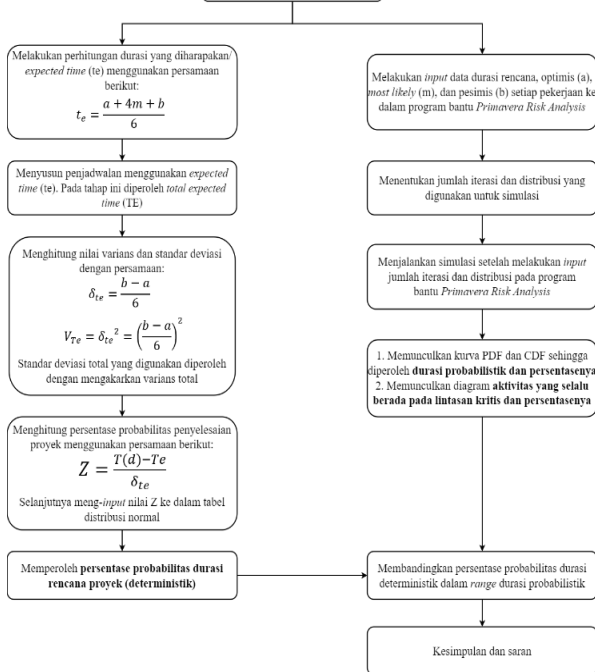 Melakukan perhitungan durasi yang diharapakan/
expected time (te) menggunakan persamaan
berikut:
t_e = (a + 4m + b) / 6
Menyusun penjadwalan menggunakan expected
time (te). Pada tahap ini diperoleh total expected
time (TE)
Menghitung nilai varians dan standar deviasi
dengan persamaan:
δ_te = (b − a) / 6
V_Te = δ_te² = ((b − a) / 6)²
Standar deviasi total yang digunakan diperoleh
dengan mengakarkan varians total
Menghitung persentase probabilitas penyelesaian
proyek menggunakan persamaan berikut:
Z = (T(d)−Te) / δ_te
Selanjutnya meng-input nilai Z ke dalam tabel
distribusi normal
Memperoleh persentase probabilitas durasi
rencana proyek (deterministik)
Melakukan input data durasi rencana, optimis (a),
most likely (m), dan pesimis (b) setiap pekerjaan ke
dalam program bantu Primavera Risk Analysis
Menentukan jumlah iterasi dan distribusi yang
digunakan untuk simulasi
Menjalankan simulasi setelah melakukan input
jumlah iterasi dan distribusi pada program
bantu Primavera Risk Analysis
1. Memunculkan kurva PDF dan CDF sehingga
diperoleh durasi probabilistik dan persentasenya
2. Memunculkan diagram aktivitas yang selalu
berada pada lintasan kritis dan persentasenya
Membandingkan persentase probabilitas durasi
deterministik dalam range durasi probabilistik
Kesimpulan dan saran